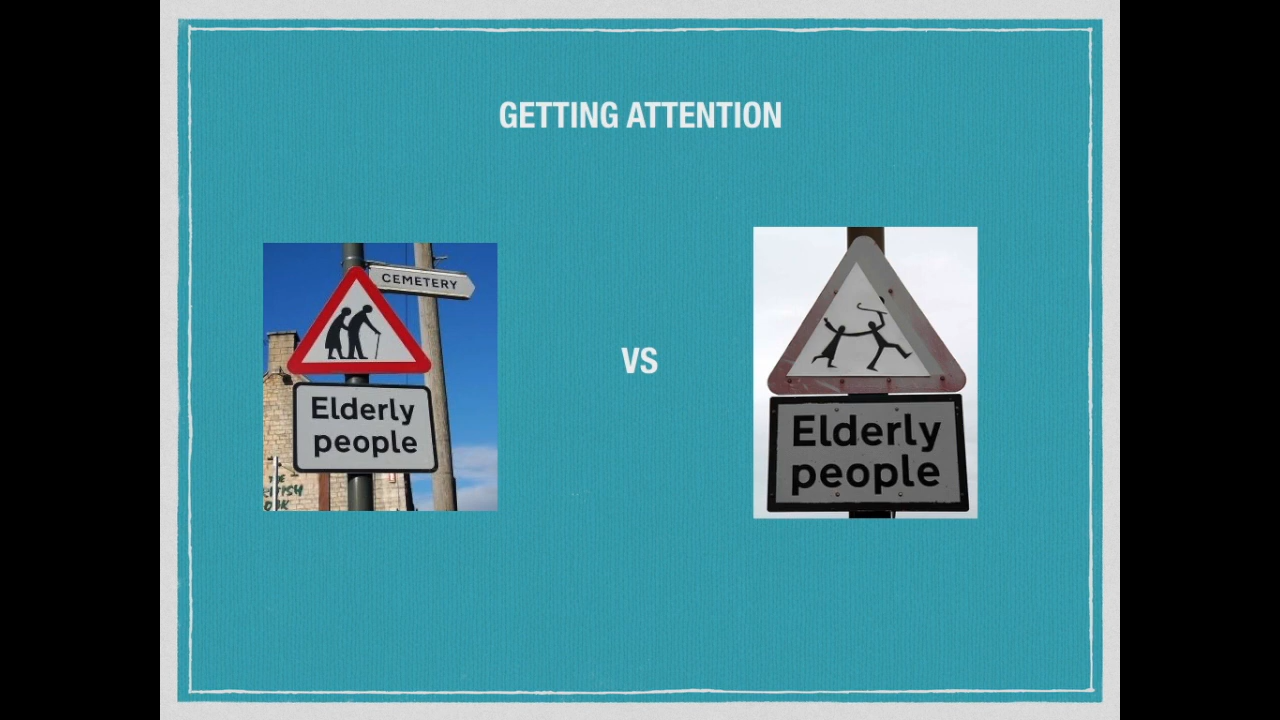 GETTING ATTENTION
CEMETERY
Elderly
people
VS
Elderly
people